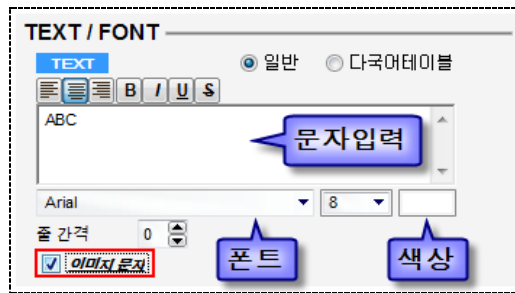 TEXT / FONT
TEXT 일반 다국어테이블
B I U S
ABC
문자입력
Arial 8
줄 간격 0
폰트 색상
이미지 문자